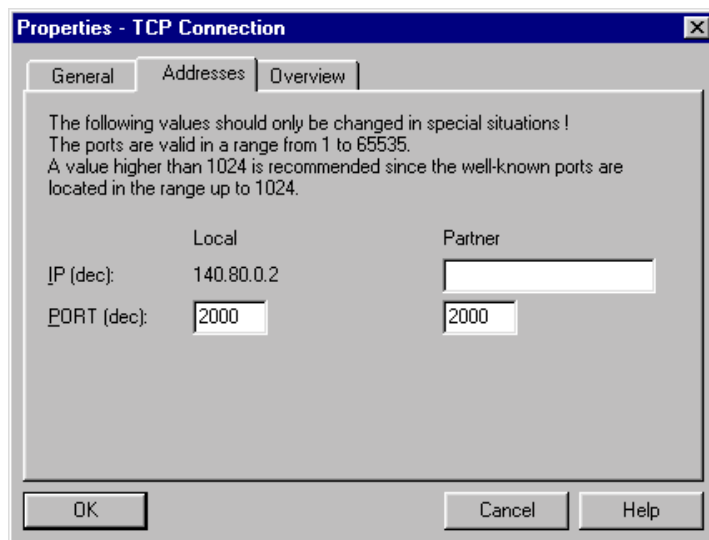 Properties - TCP Connection
General Addresses Overview
The following values should only be changed in special situations !
The ports are valid in a range from 1 to 65535.
A value higher than 1024 is recommended since the well-known ports are
located in the range up to 1024.
Local Partner
IP (dec): 140.80.0.2
PORT (dec): 2000 2000
OK Cancel Help